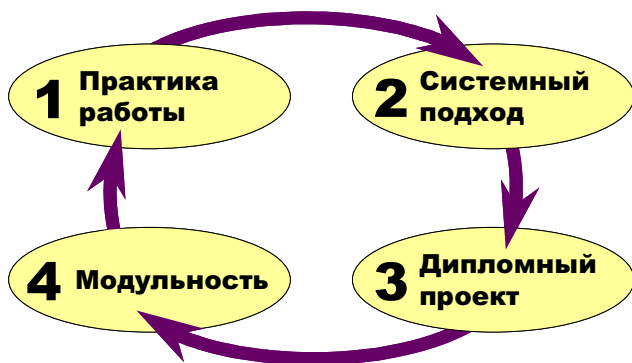 1 Практика
работы
2 Системный
подход
3 Дипломный
проект
4 Модульность